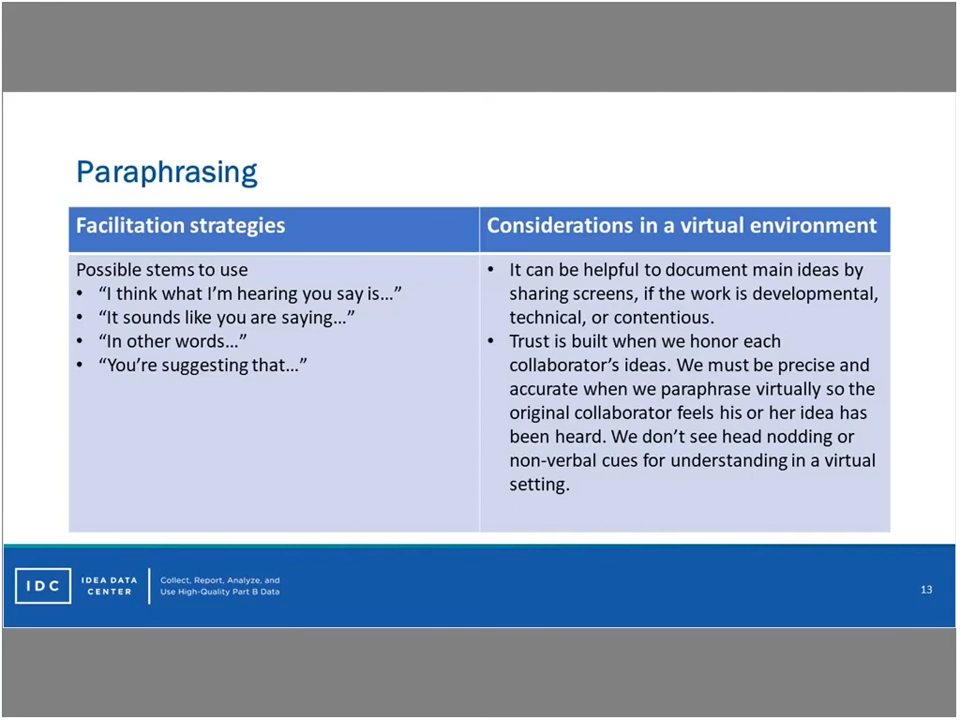 Paraphrasing
Facilitation strategies
Considerations in a virtual environment
Possible stems to use
• “I think what I’m hearing you say is…”
• “It sounds like you are saying…”
• “In other words…”
• “You’re suggesting that…”
• It can be helpful to document main ideas by
sharing screens, if the work is developmental,
technical, or contentious.
• Trust is built when we honor each
collaborator’s ideas. We must be precise and
accurate when we paraphrase virtually so the
original collaborator feels his or her idea has
been heard. We don’t see head nodding or
non-verbal cues for understanding in a virtual
setting.
IDC
IDEA DATA
CENTER
Collect, Report, Analyze, and
Use High-Quality Part B Data
13